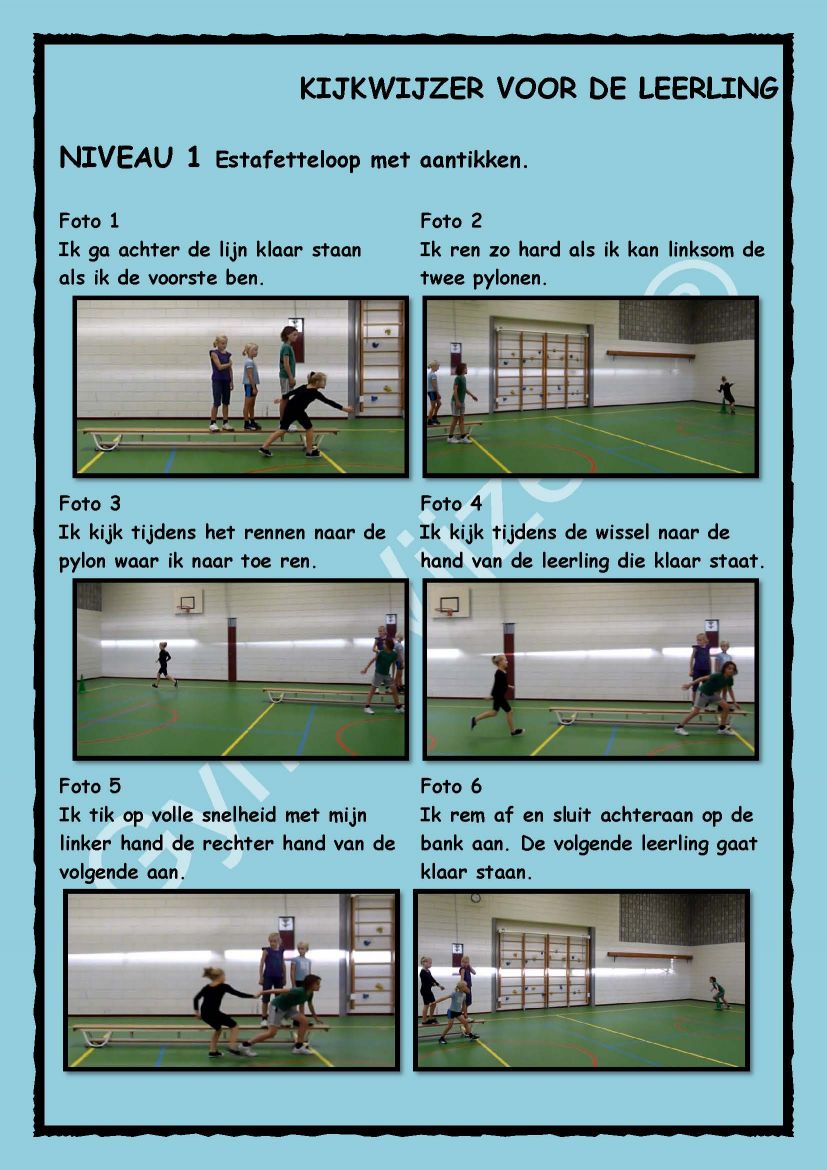 KIJKWIJZER VOOR DE LEERLING
NIVEAU 1 Estafetteloop met aantikken.
Foto 1
Ik ga achter de lijn klaar staan
als ik de voorste ben.
Foto 2
Ik ren zo hard als ik kan linksom de
twee pylonen.
Foto 3
Ik kijk tijdens het rennen naar de
pylon waar ik naar toe ren.
Foto 4
Ik kijk tijdens de wissel naar de
hand van de leerling die klaar staat.
Foto 5
Ik tik op volle snelheid met mijn
linker hand de rechter hand van de
volgende aan.
Foto 6
Ik rem af en sluit achteraan op de
bank aan. De volgende leerling gaat
klaar staan.